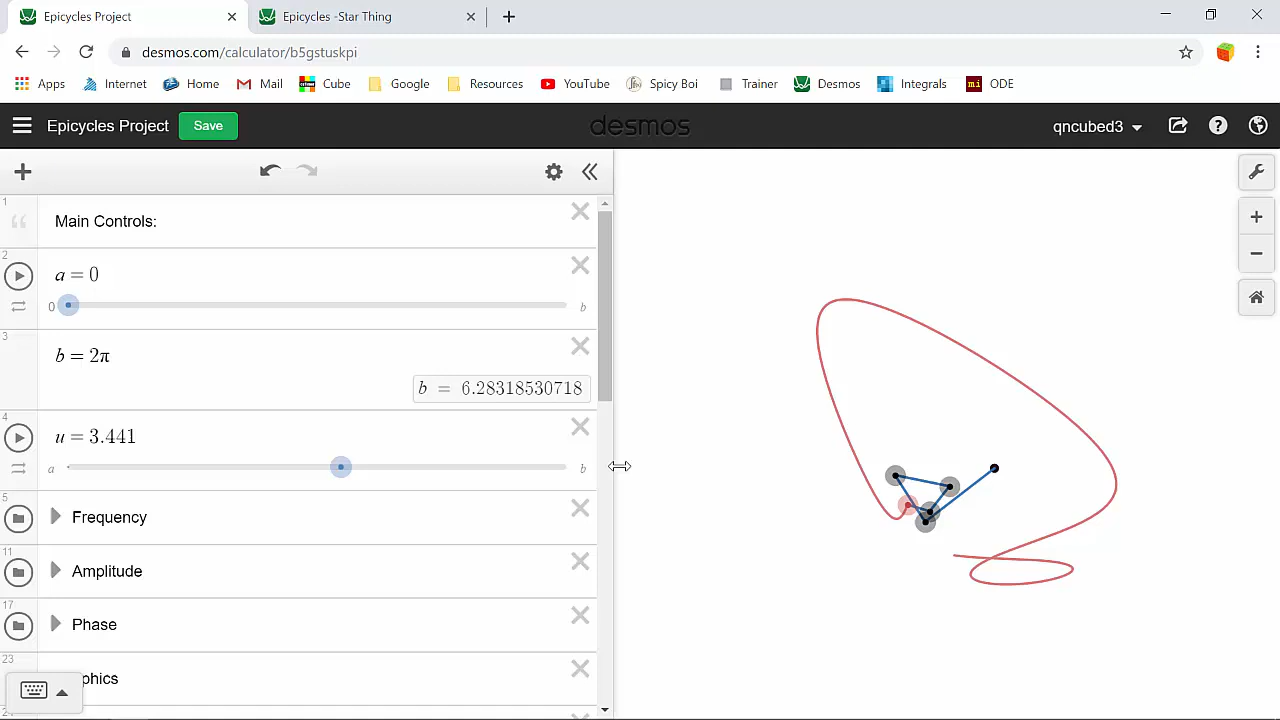 Epicycles Project
Epicycles -Star Thing
desmos.com/calculator/b5gstuskpi
Apps Internet Home Mail Cube Google Resources YouTube Spicy Boi Trainer Desmos Integrals ODE
Epicycles Project Save desmos qncubed3
1 Main Controls:
2 a = 0
0 b
3 b = 2π
b = 6.28318530718
4 u = 3.441
a b
5 Frequency
11 Amplitude
17 Phase
23 phics